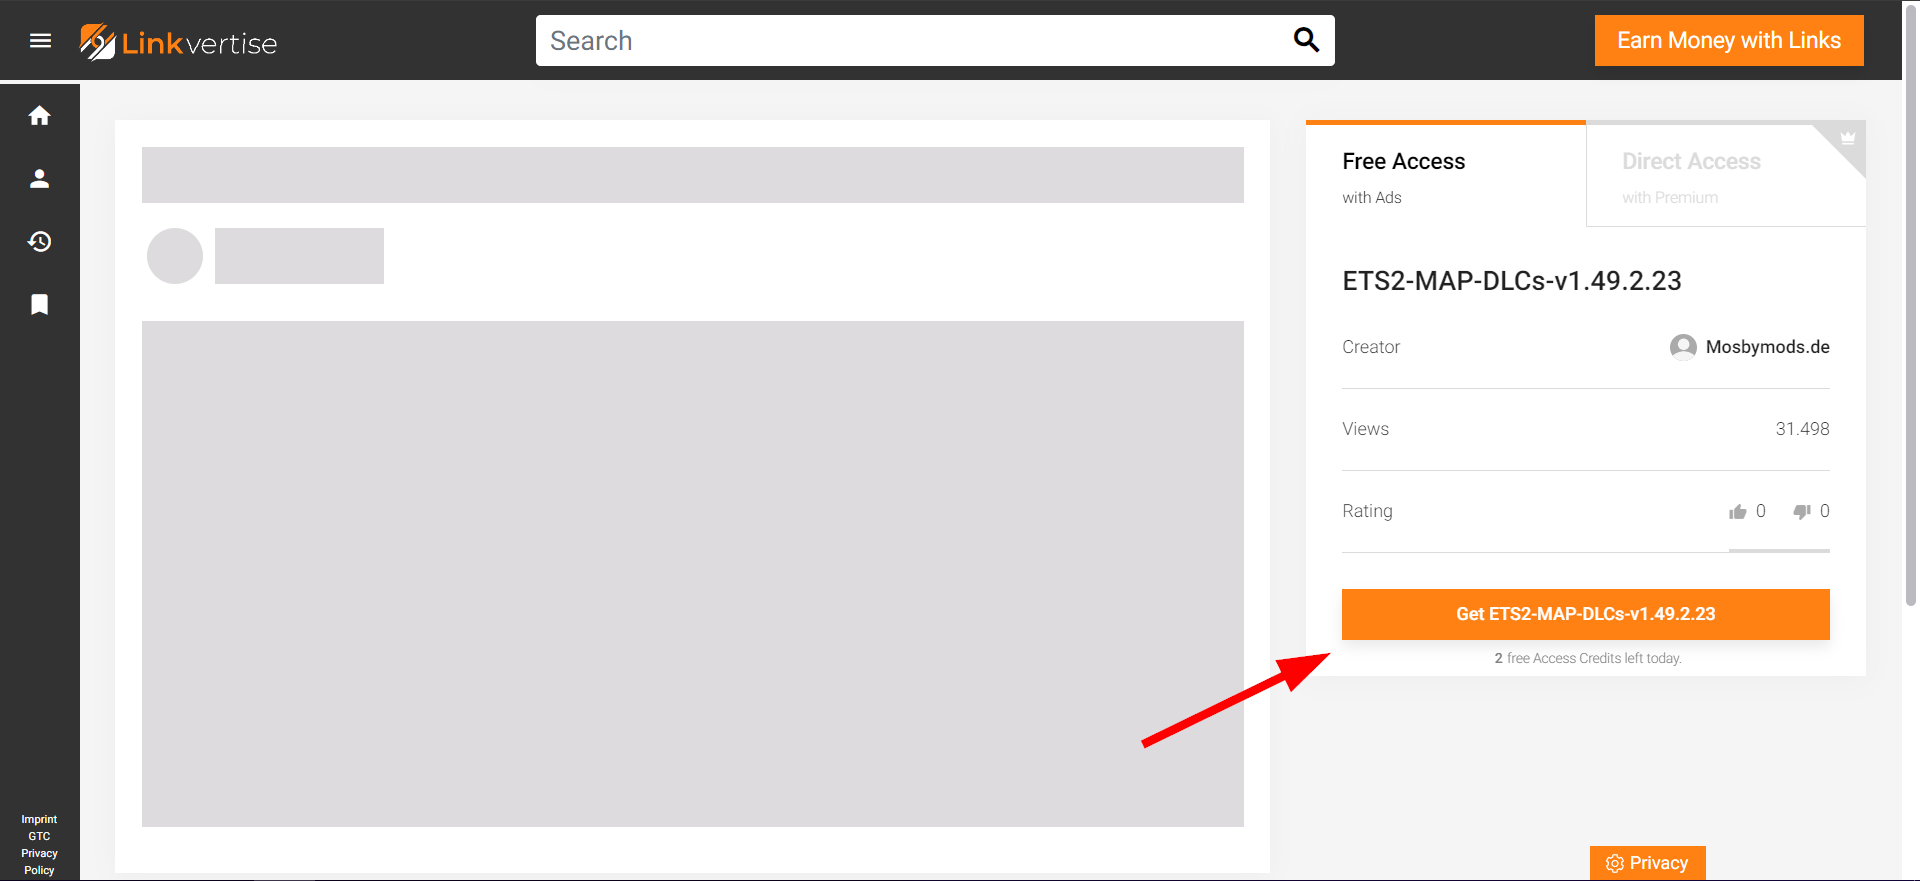 Linkvertise
Search
Earn Money with Links
Free Access
with Ads
Direct Access
with Premium
ETS2-MAP-DLCs-v1.49.2.23
Creator
Mosbymods.de
Views
31.498
Rating
0
0
Get ETS2-MAP-DLCs-v1.49.2.23
2 free Access Credits left today.
Imprint
GTC
Privacy
Policy
Privacy